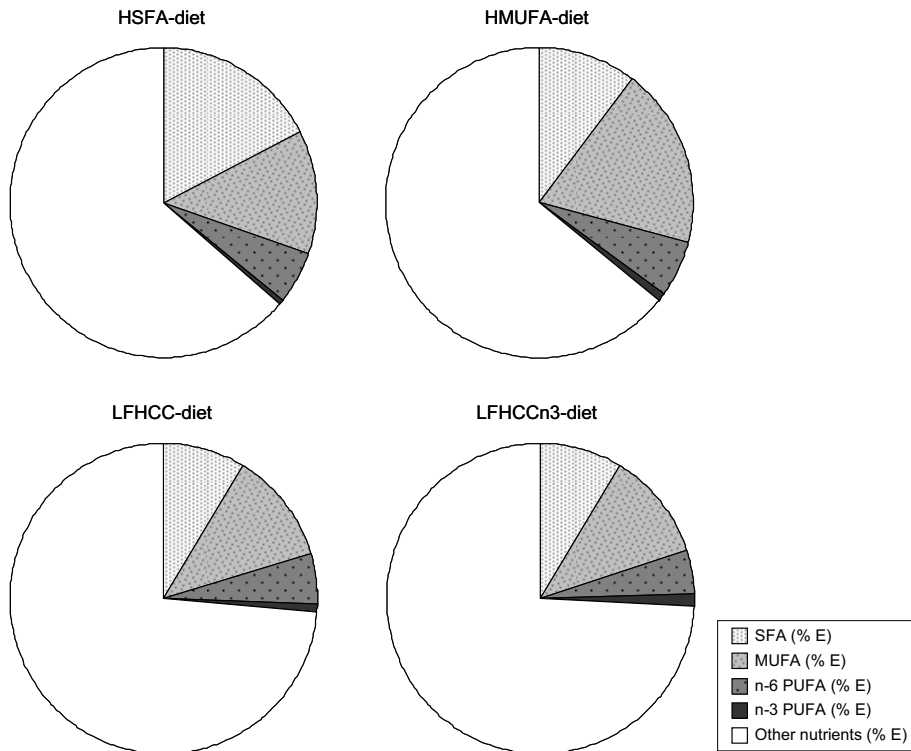 HSFA-diet
HMUFA-diet
LFHCC-diet
LFHCCn3-diet
SFA (% E)
MUFA (% E)
n-6 PUFA (% E)
n-3 PUFA (% E)
Other nutrients (% E)